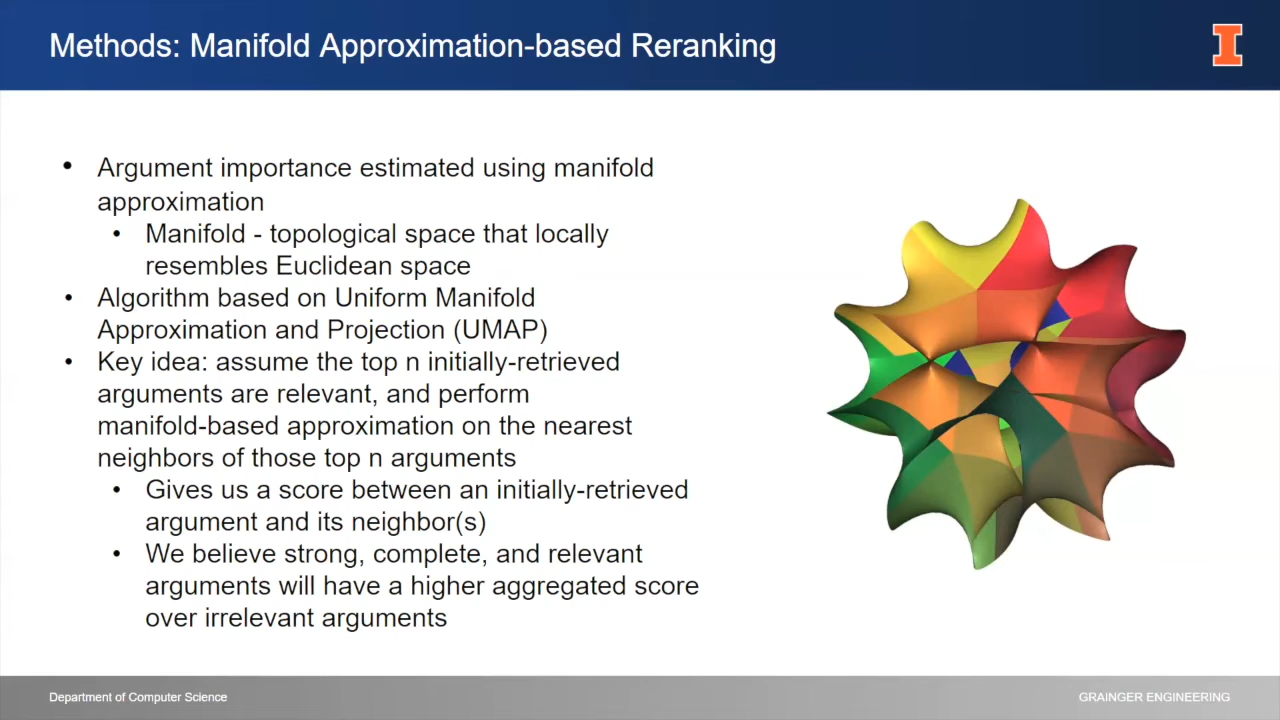 Methods: Manifold Approximation-based Reranking
I
• Argument importance estimated using manifold
approximation
• Manifold - topological space that locally
resembles Euclidean space
• Algorithm based on Uniform Manifold
Approximation and Projection (UMAP)
• Key idea: assume the top n initially-retrieved
arguments are relevant, and perform
manifold-based approximation on the nearest
neighbors of those top n arguments
• Gives us a score between an initially-retrieved
argument and its neighbor(s)
• We believe strong, complete, and relevant
arguments will have a higher aggregated score
over irrelevant arguments
Department of Computer Science
GRAINGER ENGINEERING